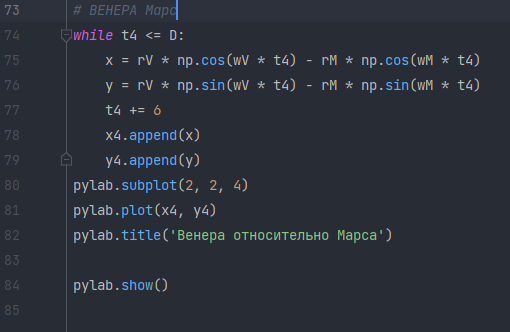 73 # ВЕНЕРА Марс
74 while t4 <= D:
75 x = rV * np.cos(wV * t4) - rM * np.cos(wM * t4)
76 y = rV * np.sin(wV * t4) - rM * np.sin(wM * t4)
77 t4 += 6
78 x4.append(x)
79 y4.append(y)
80 pylab.subplot(2, 2, 4)
81 pylab.plot(x4, y4)
82 pylab.title('Венера относительно Марса')
83
84 pylab.show()
85